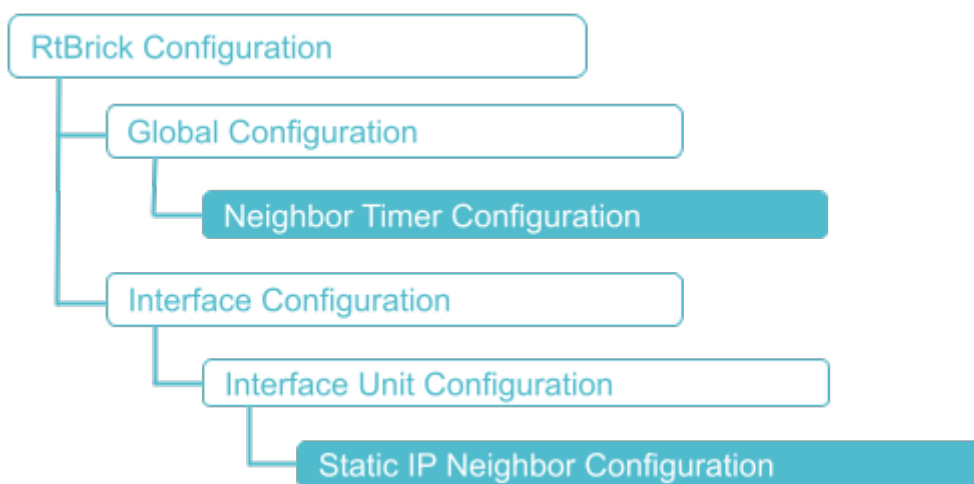 RtBrick Configuration
Global Configuration
Neighbor Timer Configuration
Interface Configuration
Interface Unit Configuration
Static IP Neighbor Configuration